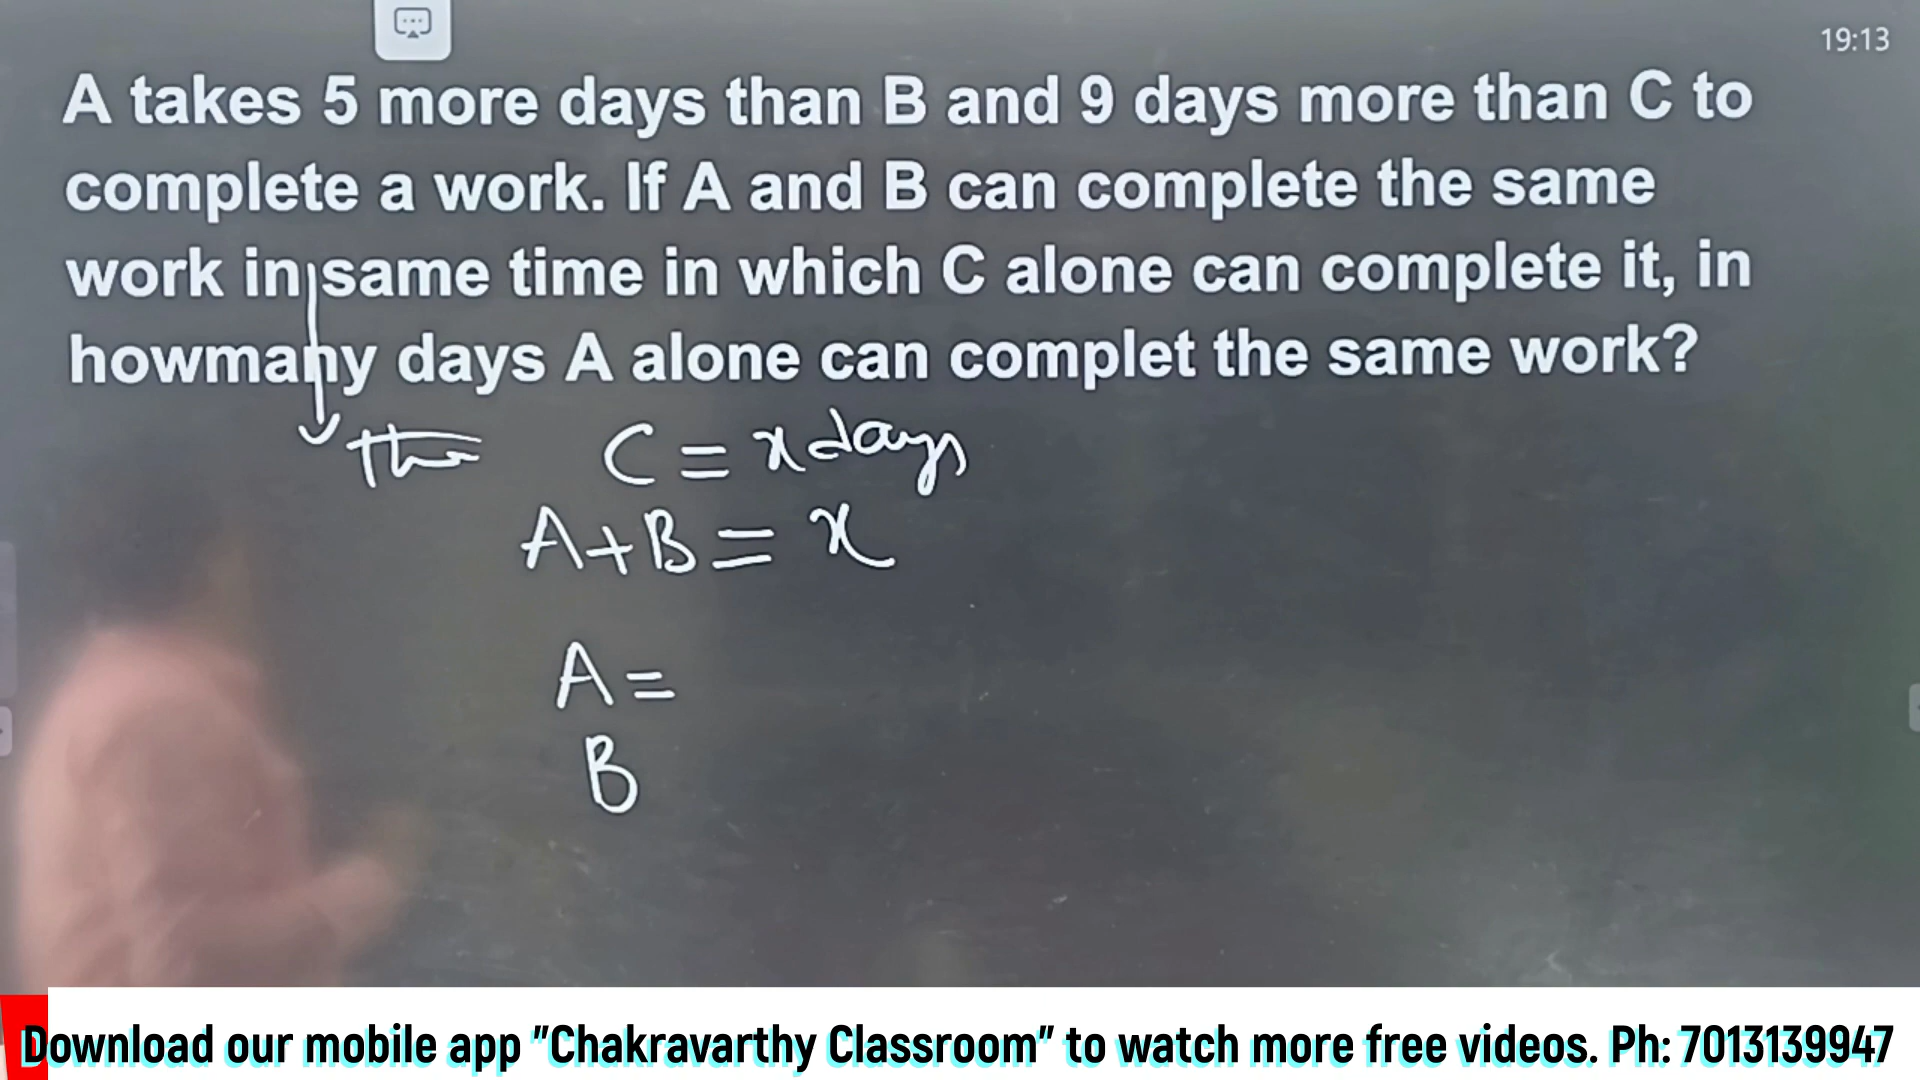 19:13
A takes 5 more days than B and 9 days more than C to
complete a work. If A and B can complete the same
work in same time in which C alone can complete it, in
howmany days A alone can complet the same work?
C = x days
A+B = x
A =
B
Download our mobile app "Chakravarthy Classroom" to watch more free videos. Ph: 7013139947